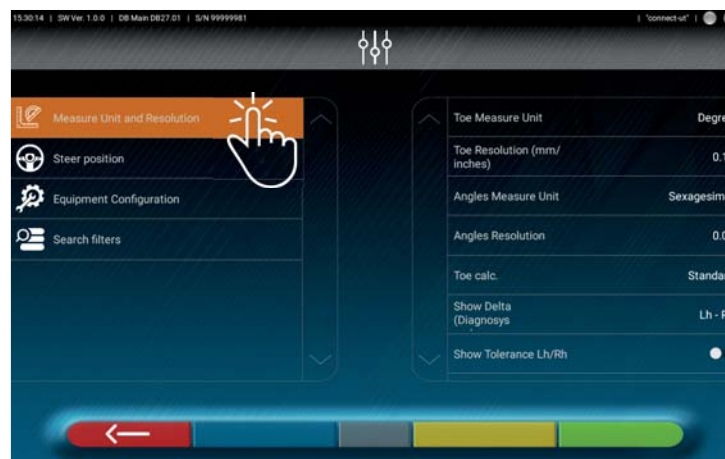 15:30:14 | SW Ver. 1.0.0 | DB Main DB27.01 | S/N 99999981
| "connect-ut" |
Measure Unit and Resolution
Steer position
Equipment Configuration
Search filters
Toe Measure Unit Degre
Toe Resolution (mm/
inches) 0.1
Angles Measure Unit Sexagesim
Angles Resolution 0.0
Toe calc. Standa
Show Delta
(Diagnosys Lh -
Show Tolerance Lh/Rh